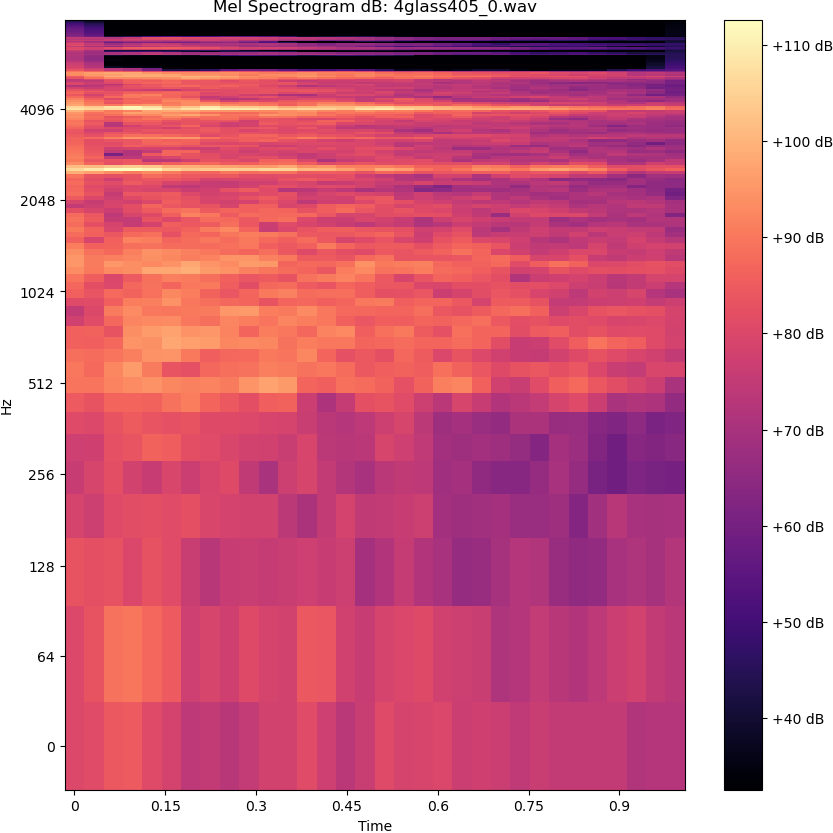 Mel Spectrogram dB: 4glass405_0.wav
+110 dB
4096
+100 dB
2048
+90 dB
1024
+80 dB
512
Hz
+70 dB
256
+60 dB
128
+50 dB
64
+40 dB
0
0 0.15 0.3 0.45 0.6 0.75 0.9
Time